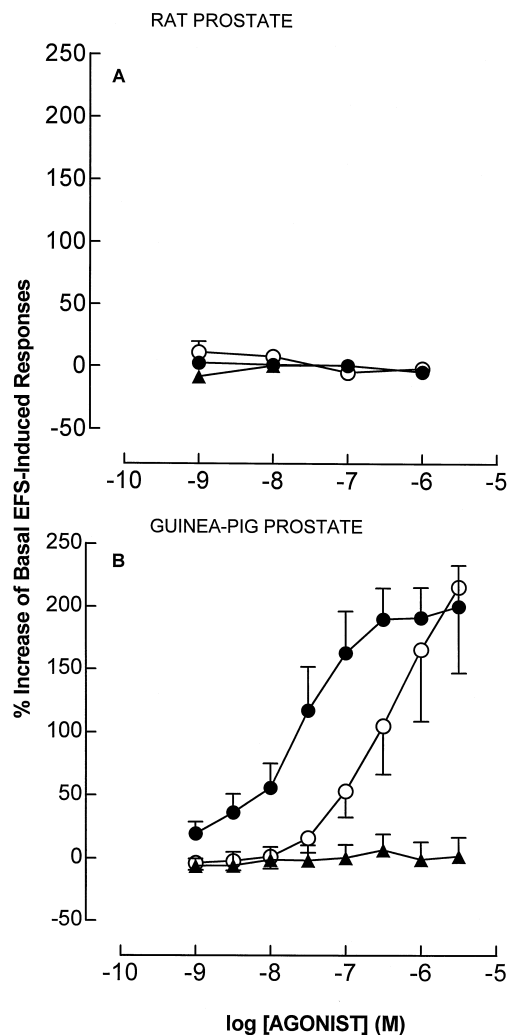 RAT PROSTATE
250
A
200
150
100
50
0
-50
-10 -9 -8 -7 -6 -5
% Increase of Basal EFS-Induced Responses
GUINEA-PIG PROSTATE
250
B
200
150
100
50
0
-50
-10 -9 -8 -7 -6 -5
log [AGONIST] (M)